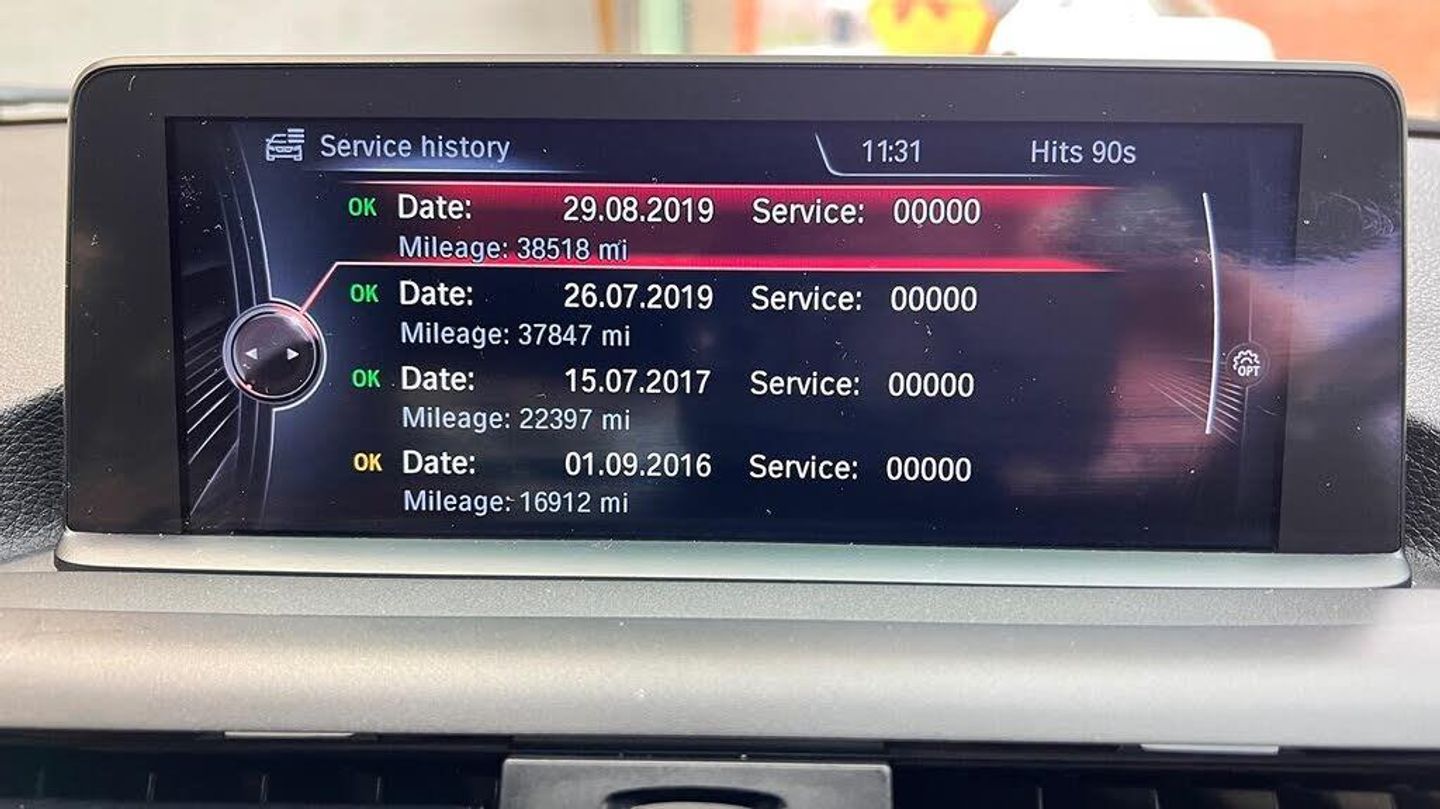 Service history 11:31 Hits 90s
OK Date: 29.08.2019 Service: 00000
Mileage: 38518 mi
OK Date: 26.07.2019 Service: 00000
Mileage: 37847 mi
OK Date: 15.07.2017 Service: 00000
Mileage: 22397 mi
OK Date: 01.09.2016 Service: 00000
Mileage: 16912 mi
OPT